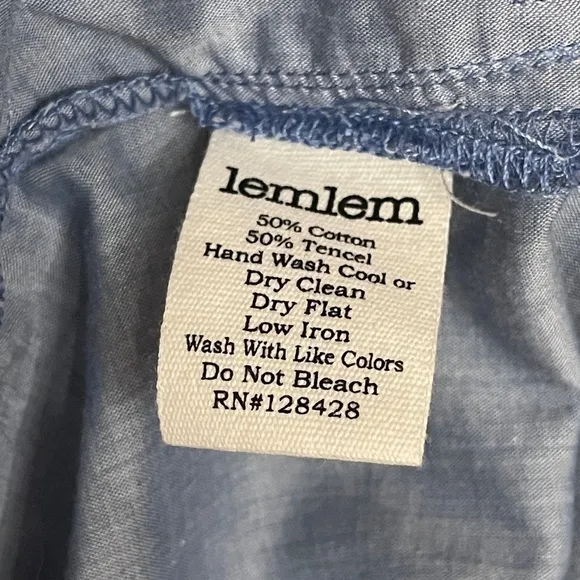 lemlem
50% Cotton
50% Tencel
Hand Wash Cool or
Dry Clean
Dry Flat
Low Iron
Wash With Like Colors
Do Not Bleach
RN#128428